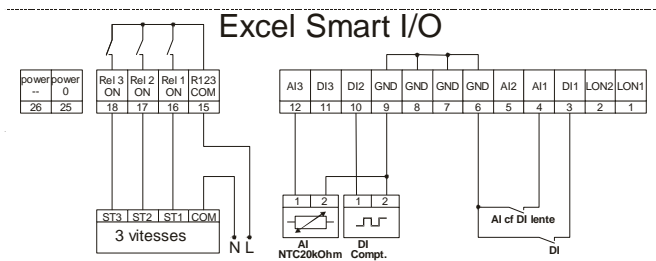 Excel Smart I/O
power power Rel 3 Rel 2 Rel 1 R123 AI3 DI3 DI2 GND GND GND GND AI2 AI1 DI1 LON2 LON1
-- 0 ON ON ON COM
26 25 18 17 16 15 12 11 10 9 8 7 6 5 4 3 2 1
1 2 1 2
ST3 ST2 ST1 COM
3 vitesses
N L
AI cf DI lente
AI DI
NTC20kOhm Compt.
DI